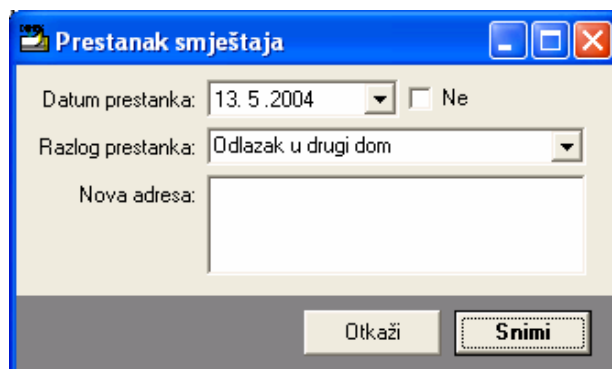 Prestanak smještaja
Datum prestanka: 13. 5 .2004 Ne
Razlog prestanka: Odlazak u drugi dom
Nova adresa:
Otkaži Snimi